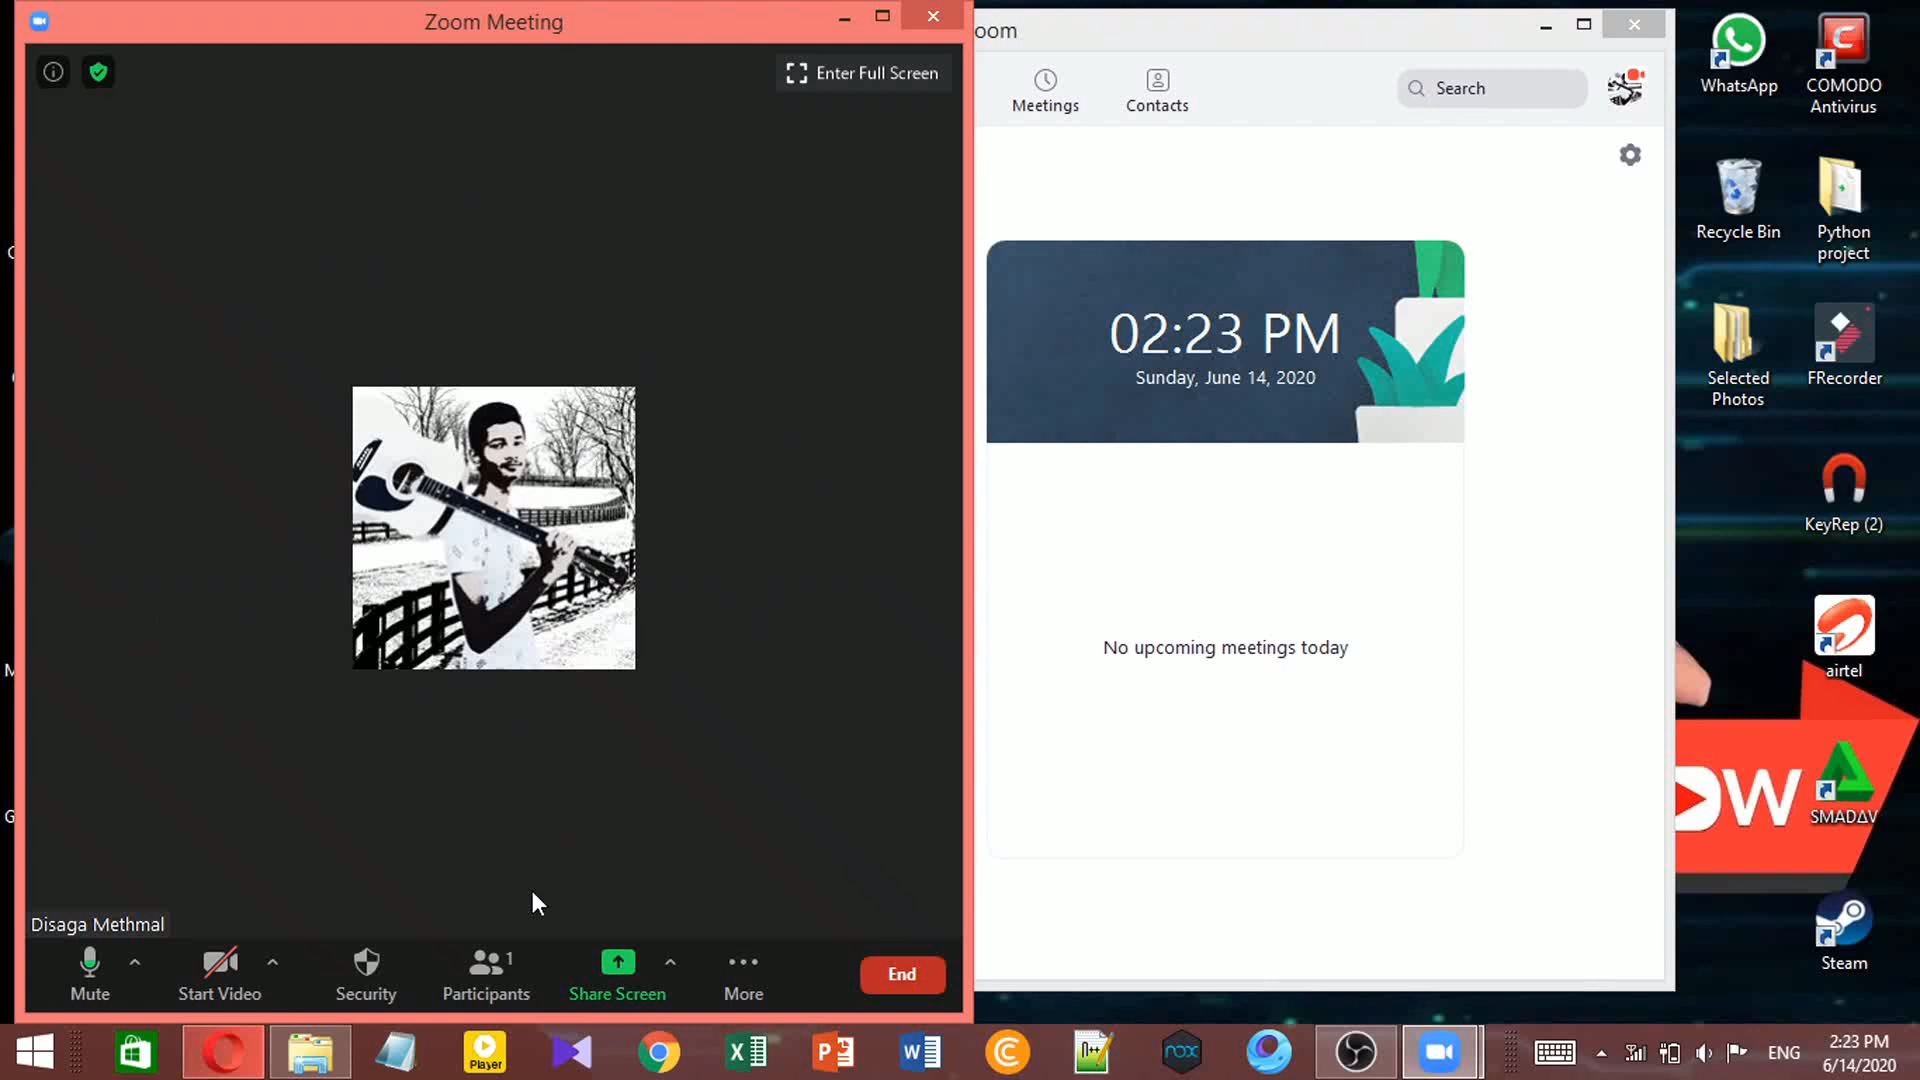 Zoom Meeting
Enter Full Screen
Disaga Methmal
Mute
Start Video
Security
1
Participants
Share Screen
More
End
oom
Meetings
Contacts
Search
02:23 PM
Sunday, June 14, 2020
No upcoming meetings today
WhatsApp
COMODO
Antivirus
Recycle Bin
Python
project
Selected
Photos
FRecorder
KeyRep (2)
airtel
W
SMADΔV
Steam
Player
nox
ENG
2:23 PM
6/14/2020